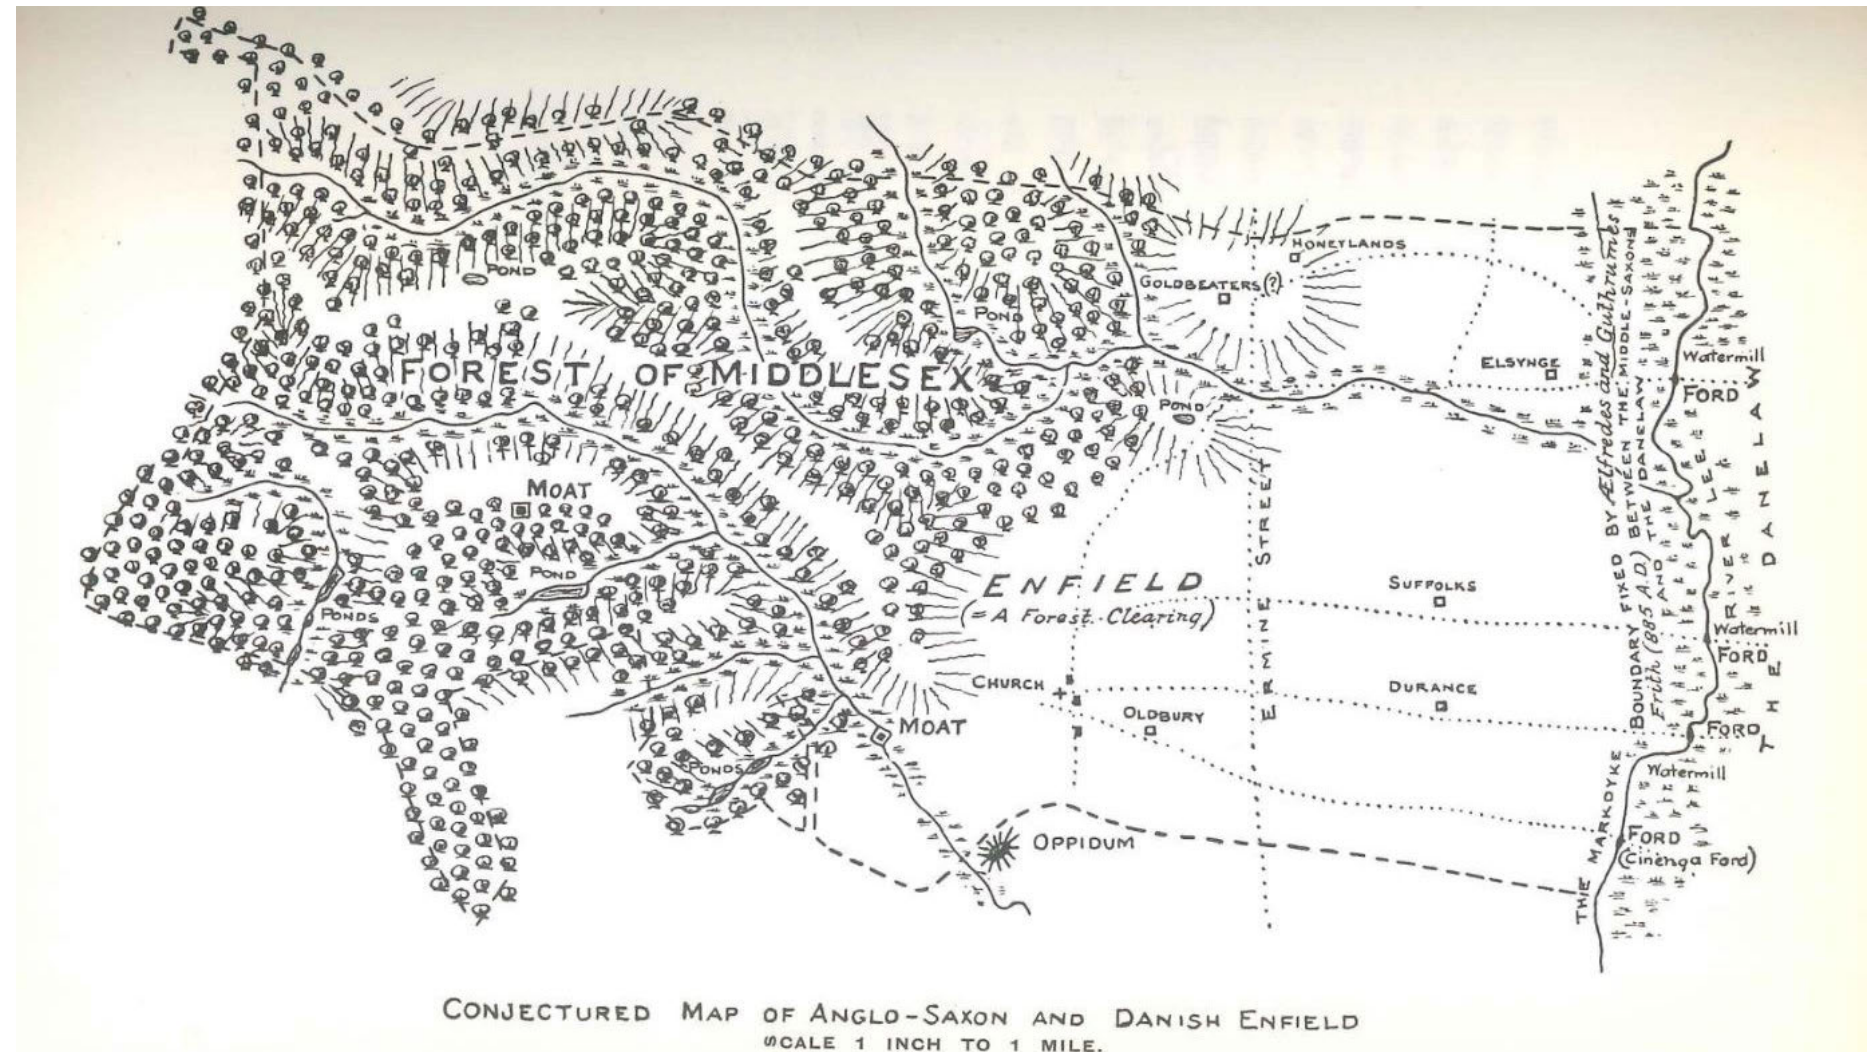 HONEYLANDS
GOLDBEATERS (?)
POND
POND
ELSYNGE
Watermill
FORD
FOREST OF MIDDLESEX
POND
MOAT
POND
PONDS
ENFIELD
(= A Forest Clearing)
SUFFOLKS
Watermill
FORD
CHURCH
DURANCE
OLDBURY
MOAT
FORD
PONDS
Watermill
OPPIDUM
FORD
(Cinenga Ford)
ERMINE STREET
THE MARKDYKE
BOUNDARY FIXED BY Ælfredes and Guthrumes
Frith (885 A.D.) BETWEEN THE MIDDLE-SAXONS
AND THE DANELAW
RIVER LEE
THE DANELAW
CONJECTURED MAP OF ANGLO-SAXON AND DANISH ENFIELD
SCALE 1 INCH TO 1 MILE.